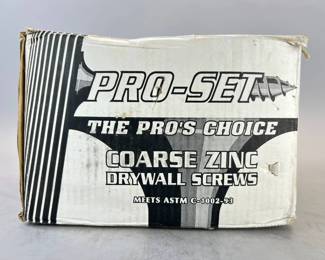 PRO-SET
THE PRO'S CHOICE
COARSE ZINC
DRYWALL SCREWS
MEETS ASTM C-1002-93